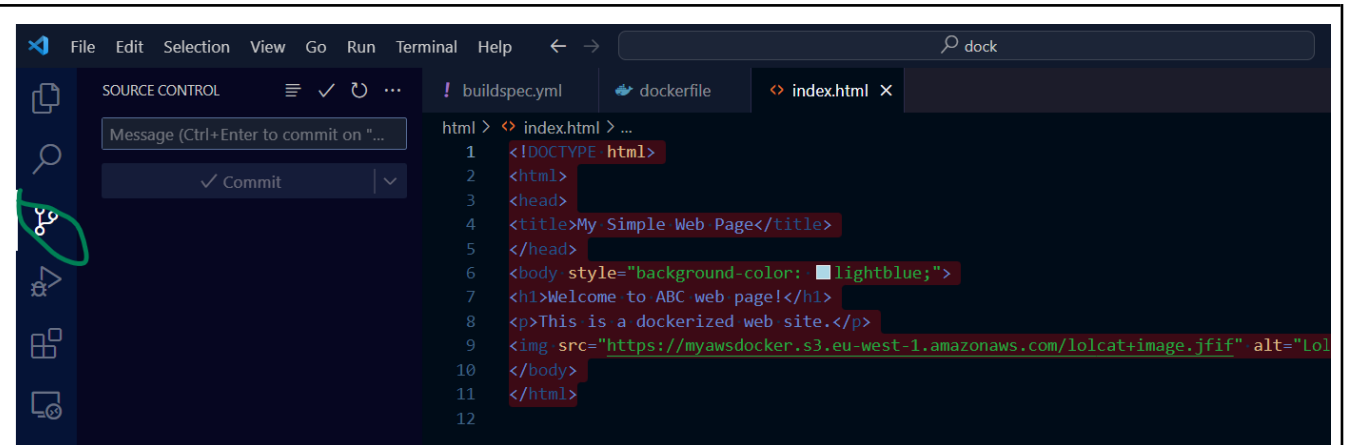 File Edit Selection View Go Run Terminal Help ← → dock
SOURCE CONTROL
Message (Ctrl+Enter to commit on "...
✓ Commit
! buildspec.yml dockerfile <> index.html ×
html > <> index.html > ...
1 <!DOCTYPE html>
2 <html>
3 <head>
4 <title>My Simple Web Page</title>
5 </head>
6 <body style="background-color: lightblue;">
7 <h1>Welcome to ABC web page!</h1>
8 <p>This is a dockerized web site.</p>
9 <img src="https://myawsdocker.s3.eu-west-1.amazonaws.com/lolcat+image.jfif" alt="Lol
10 </body>
11 </html>
12